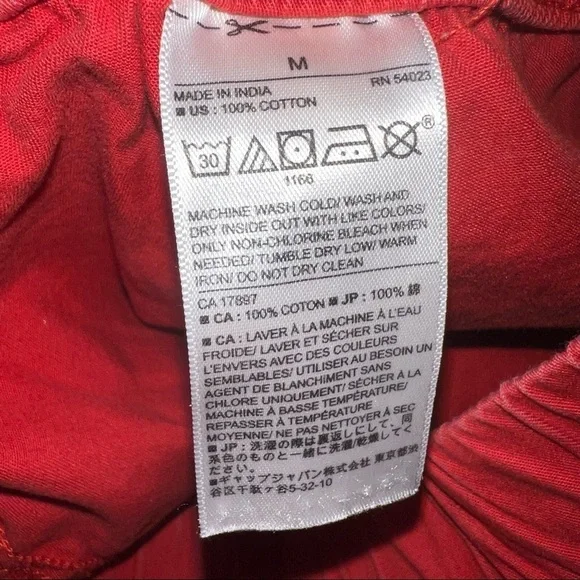 M
MADE IN INDIA RN 54023
■ US : 100% COTTON
30
®
1166
MACHINE WASH COLD/ WASH AND
DRY INSIDE OUT WITH LIKE COLORS/
ONLY NON-CHLORINE BLEACH WHEN
NEEDED/ TUMBLE DRY LOW/ WARM
IRON/ DO NOT DRY CLEAN
CA 17897
■ CA : 100% COTON ■ JP : 100% 綿
■ CA : LAVER À LA MACHINE À L'EAU
FROIDE/ LAVER ET SÉCHER SUR
L'ENVERS AVEC DES COULEURS
SEMBLABLES/ UTILISER AU BESOIN UN
AGENT DE BLANCHIMENT SANS
CHLORE UNIQUEMENT/ SÉCHER À LA
MACHINE À BASSE TEMPÉRATURE/
REPASSER À TEMPÉRATURE
MOYENNE/ NE PAS NETTOYER À SEC
■ JP : 洗濯の際は裏返しにして、同
系色のものと一緒に洗濯/乾燥してく
ださい。
■ギャップジャパン株式会社 東京都渋
谷区千駄ヶ谷5-32-10